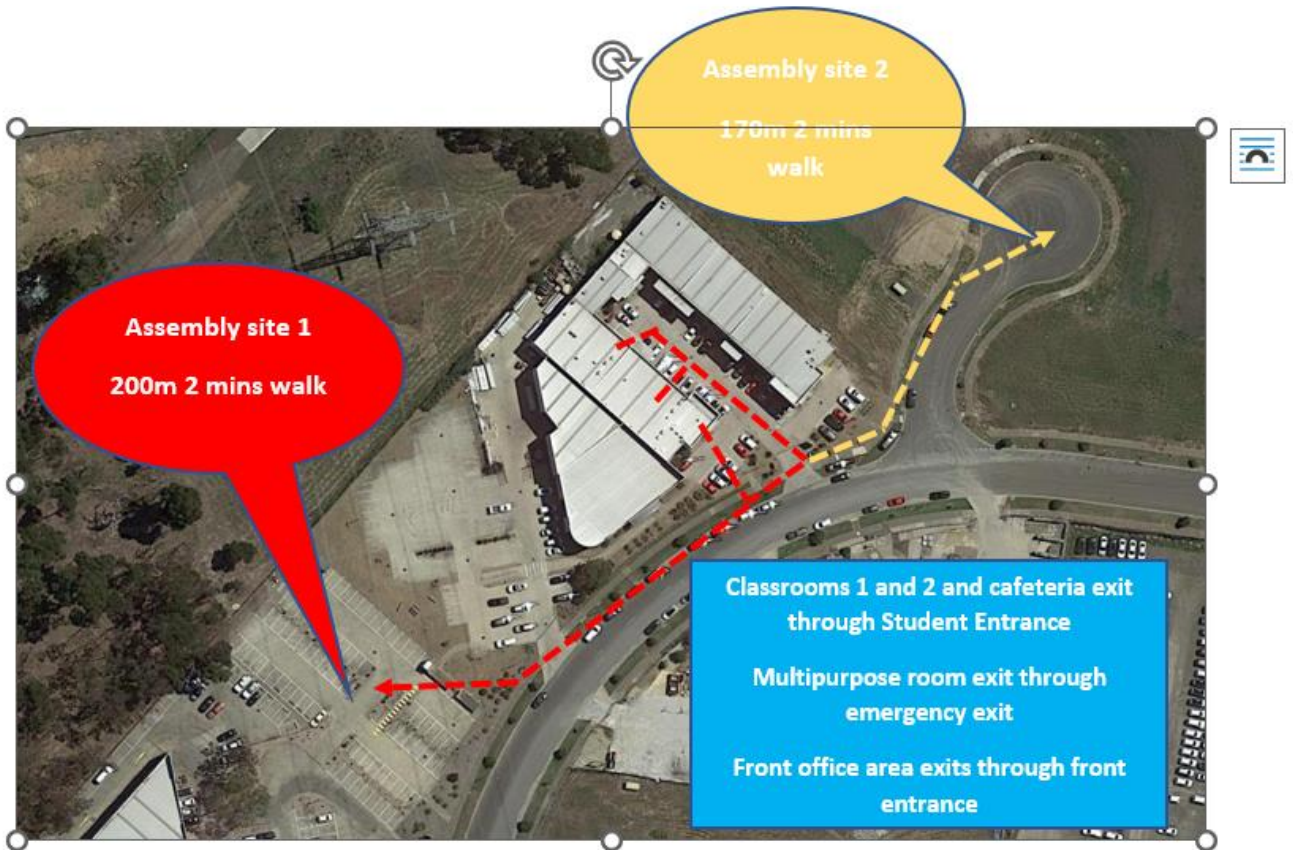 Assembly site 2
170m 2 mins
walk
Assembly site 1
200m 2 mins walk
Classrooms 1 and 2 and cafeteria exit
through Student Entrance
Multipurpose room exit through
emergency exit
Front office area exits through front
entrance